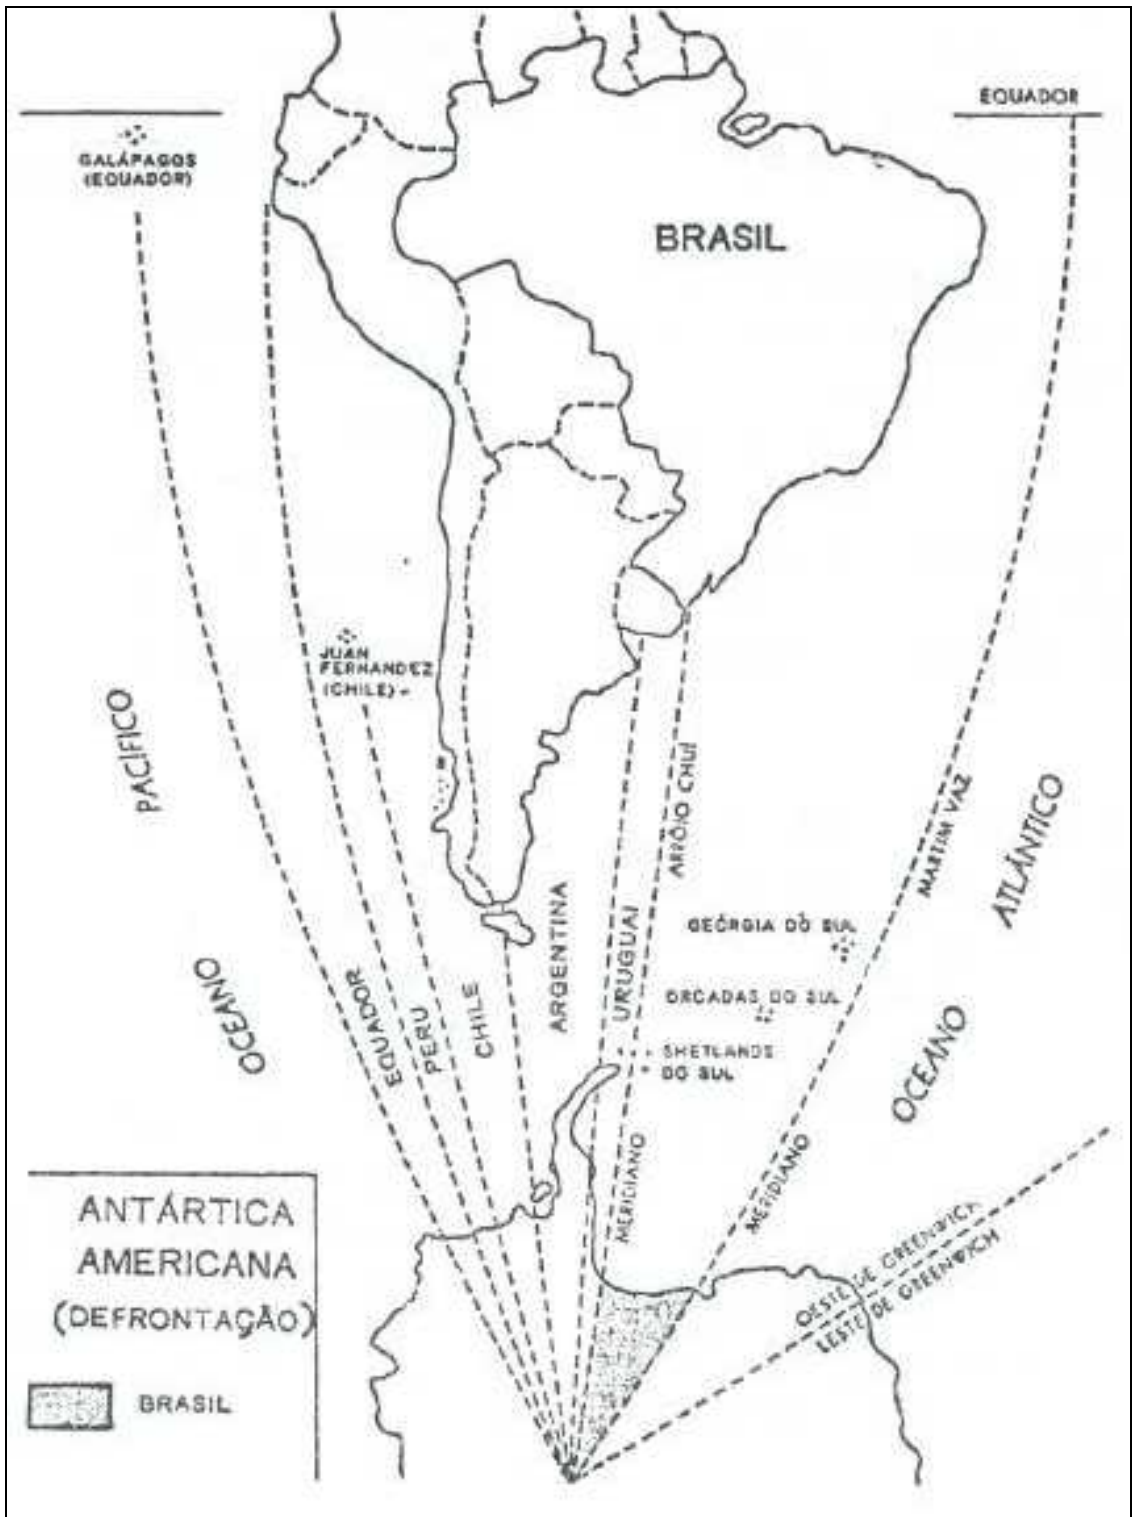 EQUADOR
GALÁPAGOS
(EQUADOR)
BRASIL
JUAN
FERNANDEZ
(CHILE)
PACÍFICO
OCEANO
EQUADOR
PERU
CHILE
ARGENTINA
URUGUAI
ARRÔIO CHUÍ
MERIDIANO
MARTIM VAZ
MERIDIANO
ATLÂNTICO
OCEANO
GEÓRGIA DO SUL
ORCADAS DO SUL
SHETLANDS
DO SUL
OESTE DE GREENWICH
LESTE DE GREENWICH
ANTÁRTICA
AMERICANA
(DEFRONTAÇÃO)
BRASIL